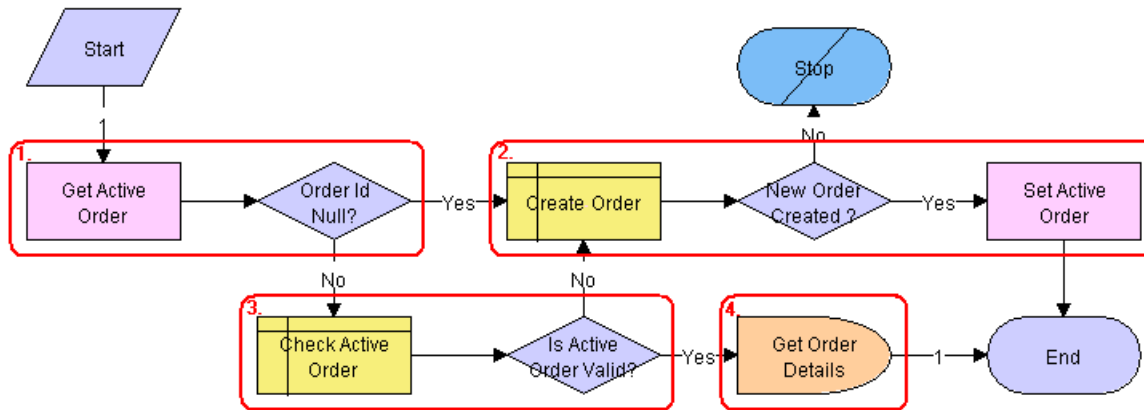 Start
Stop
1
No
1.
2.
Get Active
Order
Order Id
Null?
Yes
Create Order
New Order
Created ?
Yes
Set Active
Order
No
No
3.
4.
Check Active
Order
Is Active
Order Valid?
Yes
Get Order
Details
1
End